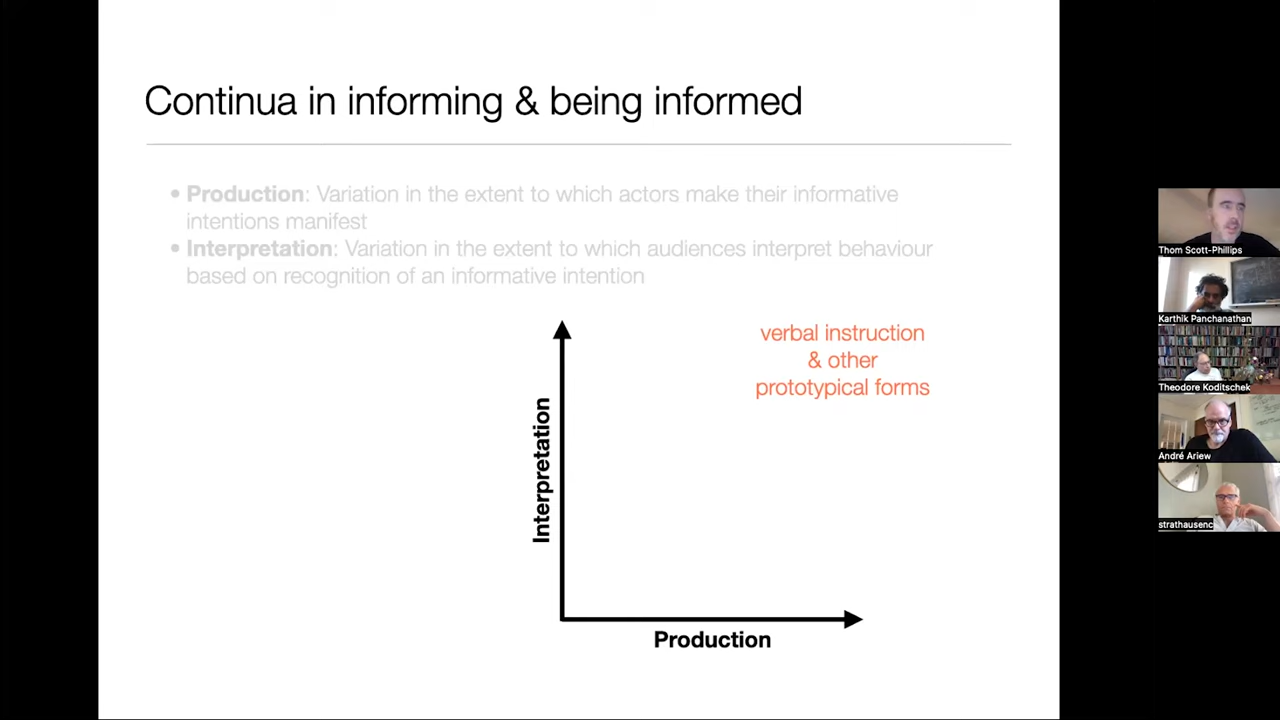 Continua in informing & being informed
• Production: Variation in the extent to which actors make their informative
intentions manifest
• Interpretation: Variation in the extent to which audiences interpret behaviour
based on recognition of an informative intention
verbal instruction
& other
prototypical forms
Interpretation
Production
Thom Scott-Phillips
Karthik Panchanathan
Theodore Koditschek
André Ariew
strathausenc